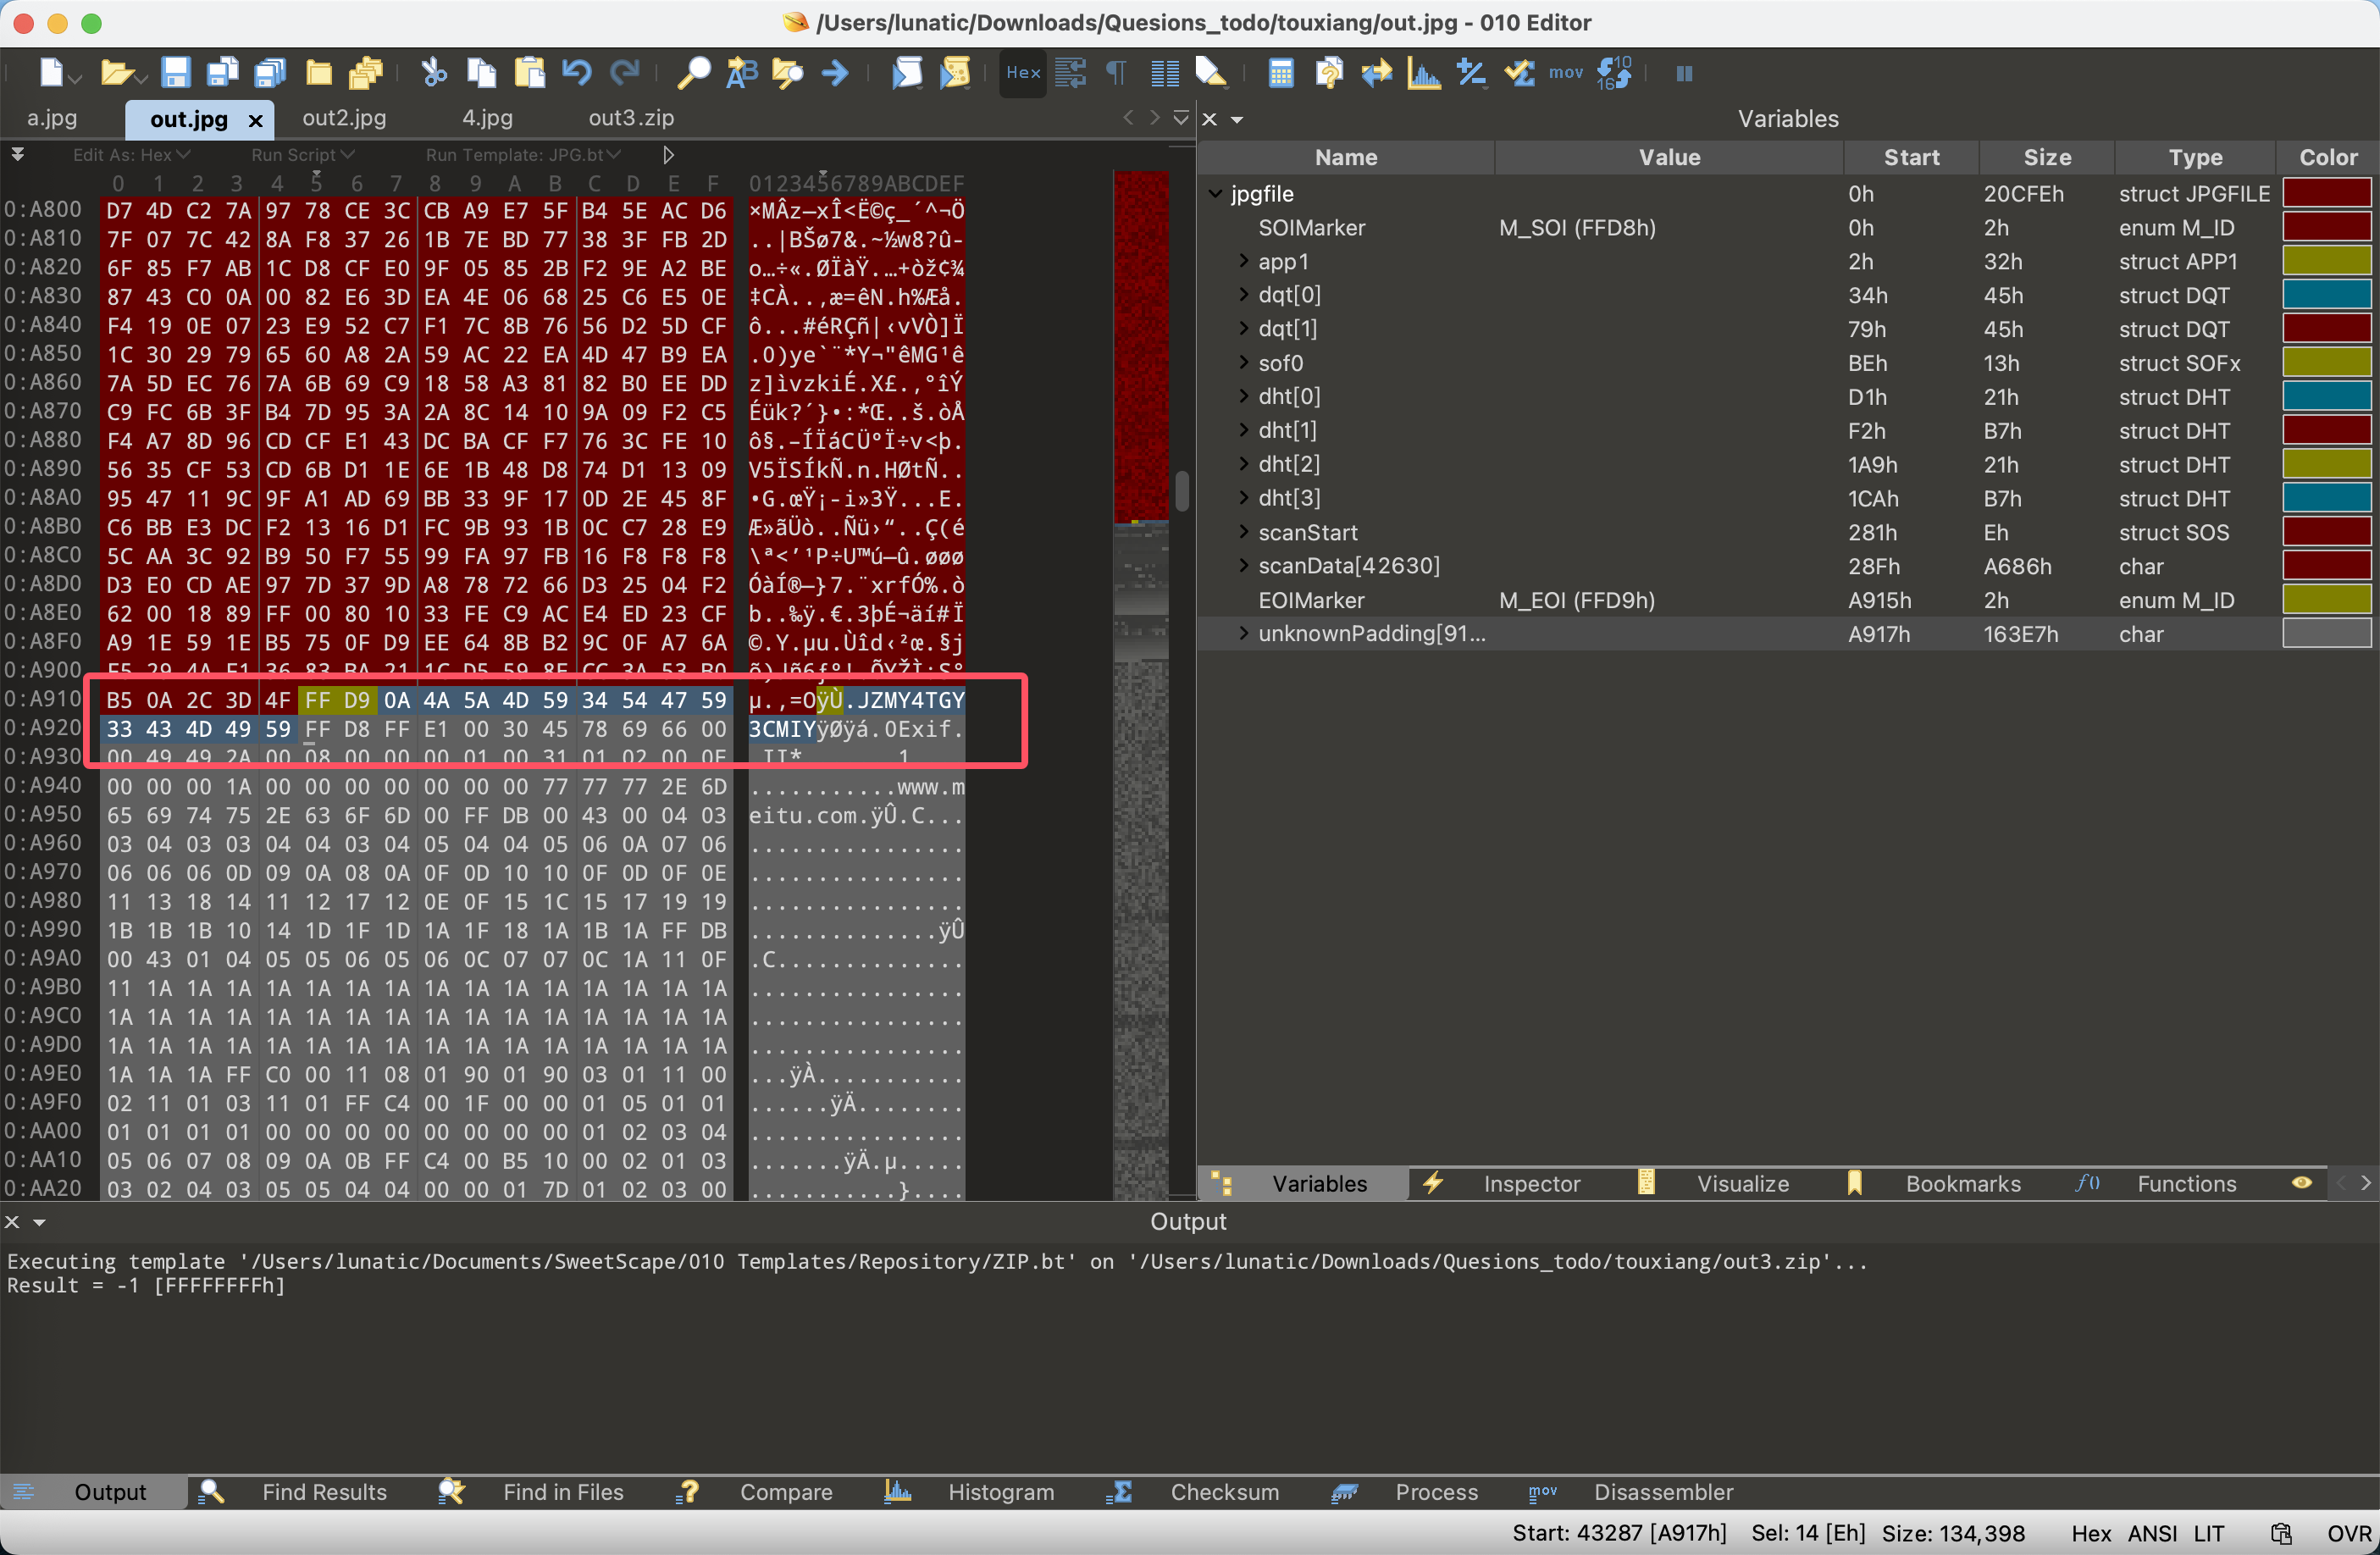 /Users/lunatic/Downloads/Quesions_todo/touxiang/out.jpg - 010 Editor
Hex mov 10 16
a.jpg out.jpg out2.jpg 4.jpg out3.zip
Variables
Edit As: Hex Run Script Run Template: JPG.bt
Name Value Start Size Type Color
0 1 2 3 4 5 6 7 8 9 A B C D E F 0123456789ABCDEF
0:A800 D7 4D C2 7A 97 78 CE 3C CB A9 E7 5F B4 5E AC D6 ×MÂz—xÎ<Ë©ç_´^¬Ö
0:A810 7F 07 7C 42 8A F8 37 26 1B 7E BD 77 38 3F FB 2D ..|BŠø7&.~½w8?û-
0:A820 6F 85 F7 AB 1C D8 CF E0 9F 05 85 2B F2 9E A2 BE o…÷«.ØÏàŸ.…+òž¢¾
0:A830 87 43 C0 0A 00 82 E6 3D EA 4E 06 68 25 C6 E5 0E ‡CÀ..‚æ=êN.h%Æå.
0:A840 F4 19 0E 07 23 E9 52 C7 F1 7C 8B 76 56 D2 5D CF ô...#éRÇñ|‹vVÒ]Ï
0:A850 1C 30 29 79 65 60 A8 2A 59 AC 22 EA 4D 47 B9 EA .0)ye`¨*Y¬"êMG¹ê
0:A860 7A 5D EC 76 7A 6B 69 C9 18 58 A3 81 82 B0 EE DD z]ìvzkiÉ.X£.‚°îÝ
0:A870 C9 FC 6B 3F B4 7D 95 3A 2A 8C 14 10 9A 09 F2 C5 Éük?´}•:*Œ..š.òÅ
0:A880 F4 A7 8D 96 CD CF E1 43 DC BA CF F7 76 3C FE 10 ô§.–ÍÏáCÜºÏ÷v<þ.
0:A890 56 35 CF 53 CD 6B D1 1E 6E 1B 48 D8 74 D1 13 09 V5ÏSÍkÑ.n.HØtÑ..
0:A8A0 95 47 11 9C 9F A1 AD 69 BB 33 9F 17 0D 2E 45 8F •G.œŸ¡-i»3Ÿ...E.
0:A8B0 C6 BB E3 DC F2 13 16 D1 FC 9B 93 1B 0C C7 28 E9 Æ»ãÜò..Ñü›“..Ç(é
0:A8C0 5C AA 3C 92 B9 50 F7 55 99 FA 97 FB 16 F8 F8 F8 \ª<’¹P÷U™ú—û.øøø
0:A8D0 D3 E0 CD AE 97 7D 37 9D A8 78 72 66 D3 25 04 F2 ÓàÍ®—}7.¨xrfÓ%.ò
0:A8E0 62 00 18 89 FF 00 80 10 33 FE C9 AC E4 ED 23 CF b..‰ÿ.€.3þÉ¬äí#Ï
0:A8F0 A9 1E 59 1E B5 75 0F D9 EE 64 8B B2 9C 0F A7 6A ©.Y.µu.Ùîd‹²œ.§j
0:A900 F5 29 4A F1 36 83 BA 21 1C D5 59 8E CC 3A 53 B0 õ)Jñ6ƒº!.ÕYŽÌ:S°
0:A910 B5 0A 2C 3D 4F FF D9 0A 4A 5A 4D 59 34 54 47 59 µ.,=OÿÙ.JZMY4TGY
0:A920 33 43 4D 49 59 FF D8 FF E1 00 30 45 78 69 66 00 3CMIYÿØÿá.0Exif.
0:A930 00 49 49 2A 00 08 00 00 00 01 00 31 01 02 00 0E .II*.......1....
0:A940 00 00 00 1A 00 00 00 00 00 00 00 77 77 77 2E 6D ...........www.m
0:A950 65 69 74 75 2E 63 6F 6D 00 FF DB 00 43 00 04 03 eitu.com.ÿÛ.C...
0:A960 03 04 03 03 04 04 03 04 05 04 04 05 06 0A 07 06 ................
0:A970 06 06 06 0D 09 0A 08 0A 0F 0D 10 10 0F 0D 0F 0E ................
0:A980 11 13 18 14 11 12 17 12 0E 0F 15 1C 15 17 19 19 ................
0:A990 1B 1B 1B 10 14 1D 1F 1D 1A 1F 18 1A 1B 1A FF DB ..............ÿÛ
0:A9A0 00 43 01 04 05 05 06 05 06 0C 07 07 0C 1A 11 0F .C..............
0:A9B0 11 1A 1A 1A 1A 1A 1A 1A 1A 1A 1A 1A 1A 1A 1A 1A ................
0:A9C0 1A 1A 1A 1A 1A 1A 1A 1A 1A 1A 1A 1A 1A 1A 1A 1A ................
0:A9D0 1A 1A 1A 1A 1A 1A 1A 1A 1A 1A 1A 1A 1A 1A 1A 1A ................
0:A9E0 1A 1A 1A FF C0 00 11 08 01 90 01 90 03 01 11 00 ...ÿÀ...........
0:A9F0 02 11 01 03 11 01 FF C4 00 1F 00 00 01 05 01 01 ......ÿÄ........
0:AA00 01 01 01 01 00 00 00 00 00 00 00 00 01 02 03 04 ................
0:AA10 05 06 07 08 09 0A 0B FF C4 00 B5 10 00 02 01 03 .......ÿÄ.µ.....
0:AA20 03 02 04 03 05 05 04 04 00 00 01 7D 01 02 03 00 ...........}....
jpgfile 0h 20CFEh struct JPGFILE
SOIMarker M_SOI (FFD8h) 0h 2h enum M_ID
app1 2h 32h struct APP1
dqt[0] 34h 45h struct DQT
dqt[1] 79h 45h struct DQT
sof0 BEh 13h struct SOFx
dht[0] D1h 21h struct DHT
dht[1] F2h B7h struct DHT
dht[2] 1A9h 21h struct DHT
dht[3] 1CAh B7h struct DHT
scanStart 281h Eh struct SOS
scanData[42630] 28Fh A686h char
EOIMarker M_EOI (FFD9h) A915h 2h enum M_ID
unknownPadding[91... A917h 163E7h char
Variables Inspector Visualize Bookmarks f() Functions
Output
Executing template '/Users/lunatic/Documents/SweetScape/010 Templates/Repository/ZIP.bt' on '/Users/lunatic/Downloads/Quesions_todo/touxiang/out3.zip'...
Result = -1 [FFFFFFFFh]
Output Find Results Find in Files Compare Histogram Checksum Process mov Disassembler
Start: 43287 [A917h] Sel: 14 [Eh] Size: 134,398 Hex ANSI LIT OVR